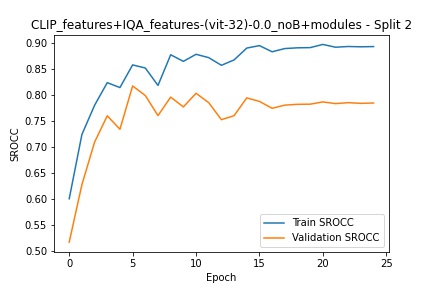 CLIP_features+IQA_features-(vit-32)-0.0_noB+modules - Split 2
0.90
0.85
0.80
0.75
0.70
0.65
0.60
0.55
0.50
SROCC
Train SROCC
Validation SROCC
0 5 10 15 20 25
Epoch